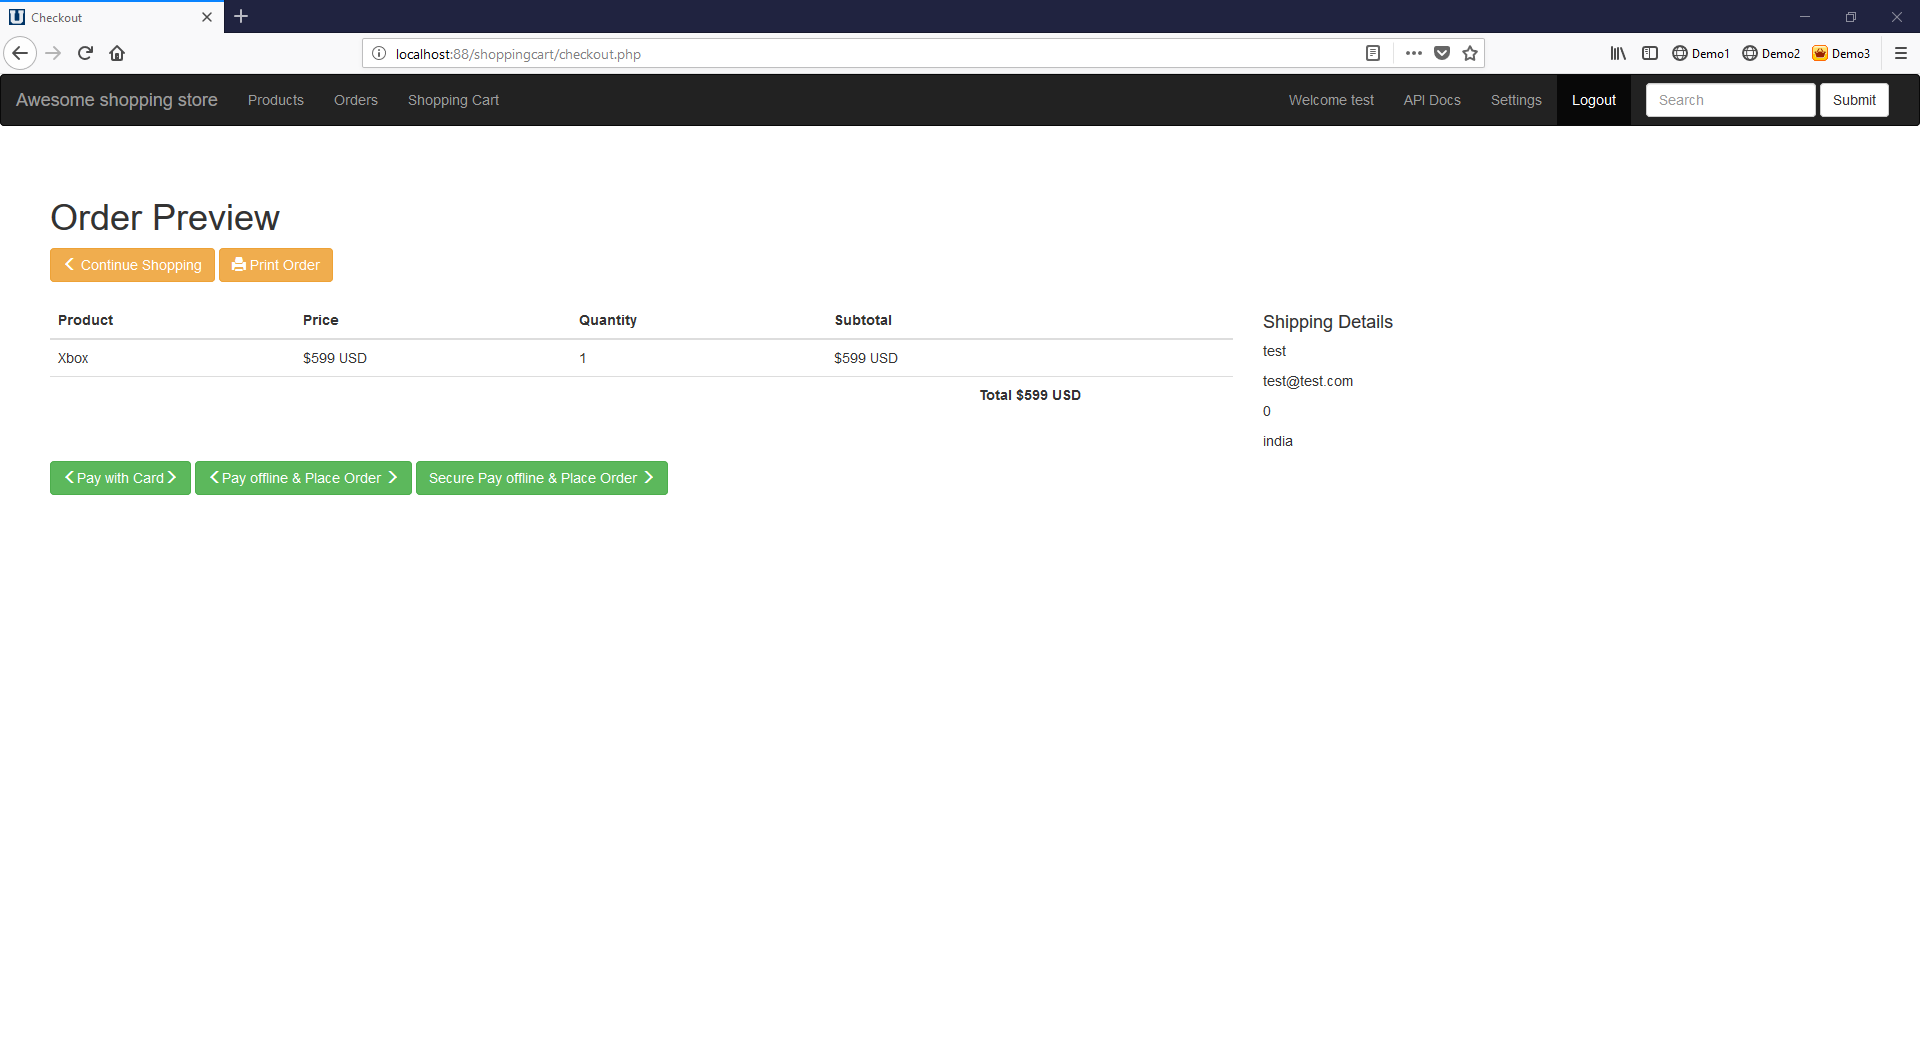 Checkout
localhost:88/shoppingcart/checkout.php
Demo1 Demo2 Demo3
Awesome shopping store Products Orders Shopping Cart Welcome test API Docs Settings Logout Search Submit
Order Preview
Continue Shopping Print Order
Product Price Quantity Subtotal
Xbox $599 USD 1 $599 USD
Total $599 USD
Shipping Details
test
test@test.com
0
india
Pay with Card Pay offline & Place Order Secure Pay offline & Place Order